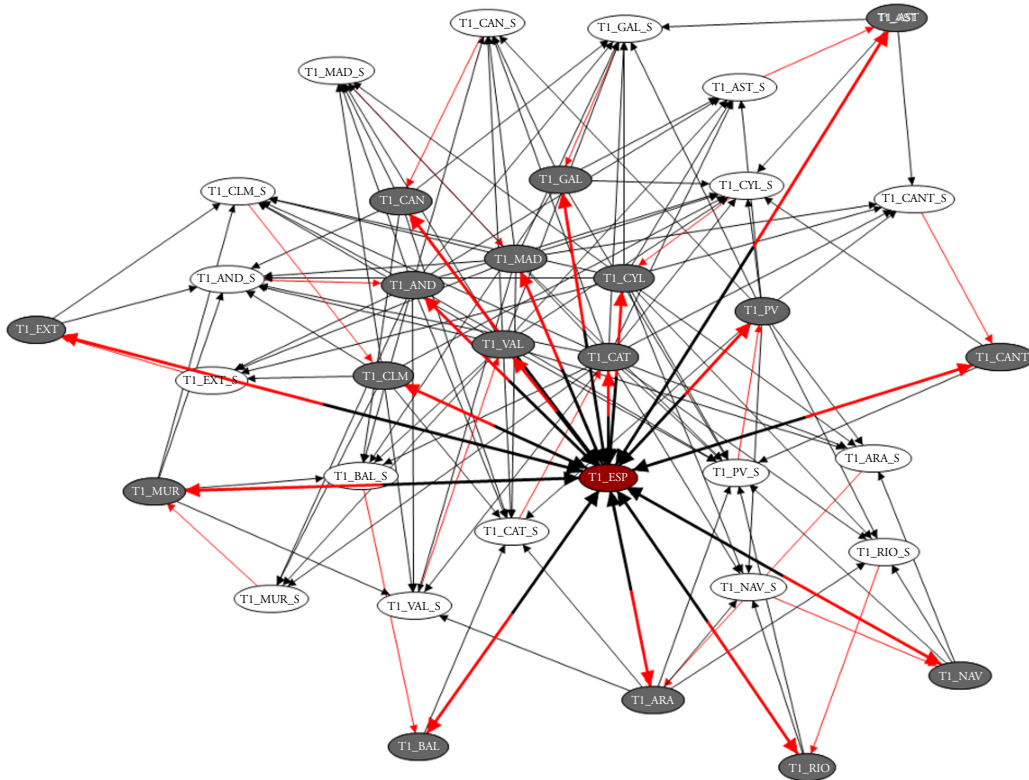 T1_AST
T1_CAN_S
T1_GAL_S
T1_MAD_S
T1_AST_S
T1_GAL
T1_CYL_S
T1_CLM_S
T1_CAN
T1_CANT_S
T1_MAD
T1_AND_S
T1_AND
T1_CYL
T1_PV
T1_EXT
T1_VAL
T1_CAT
T1_CANT
T1_EXT_S
T1_CLM
T1_ARA_S
T1_PV_S
T1_BAL_S
T1_ESP
T1_MUR
T1_CAT_S
T1_RIO_S
T1_NAV_S
T1_MUR_S
T1_VAL_S
T1_NAV
T1_ARA
T1_BAL
T1_RIO